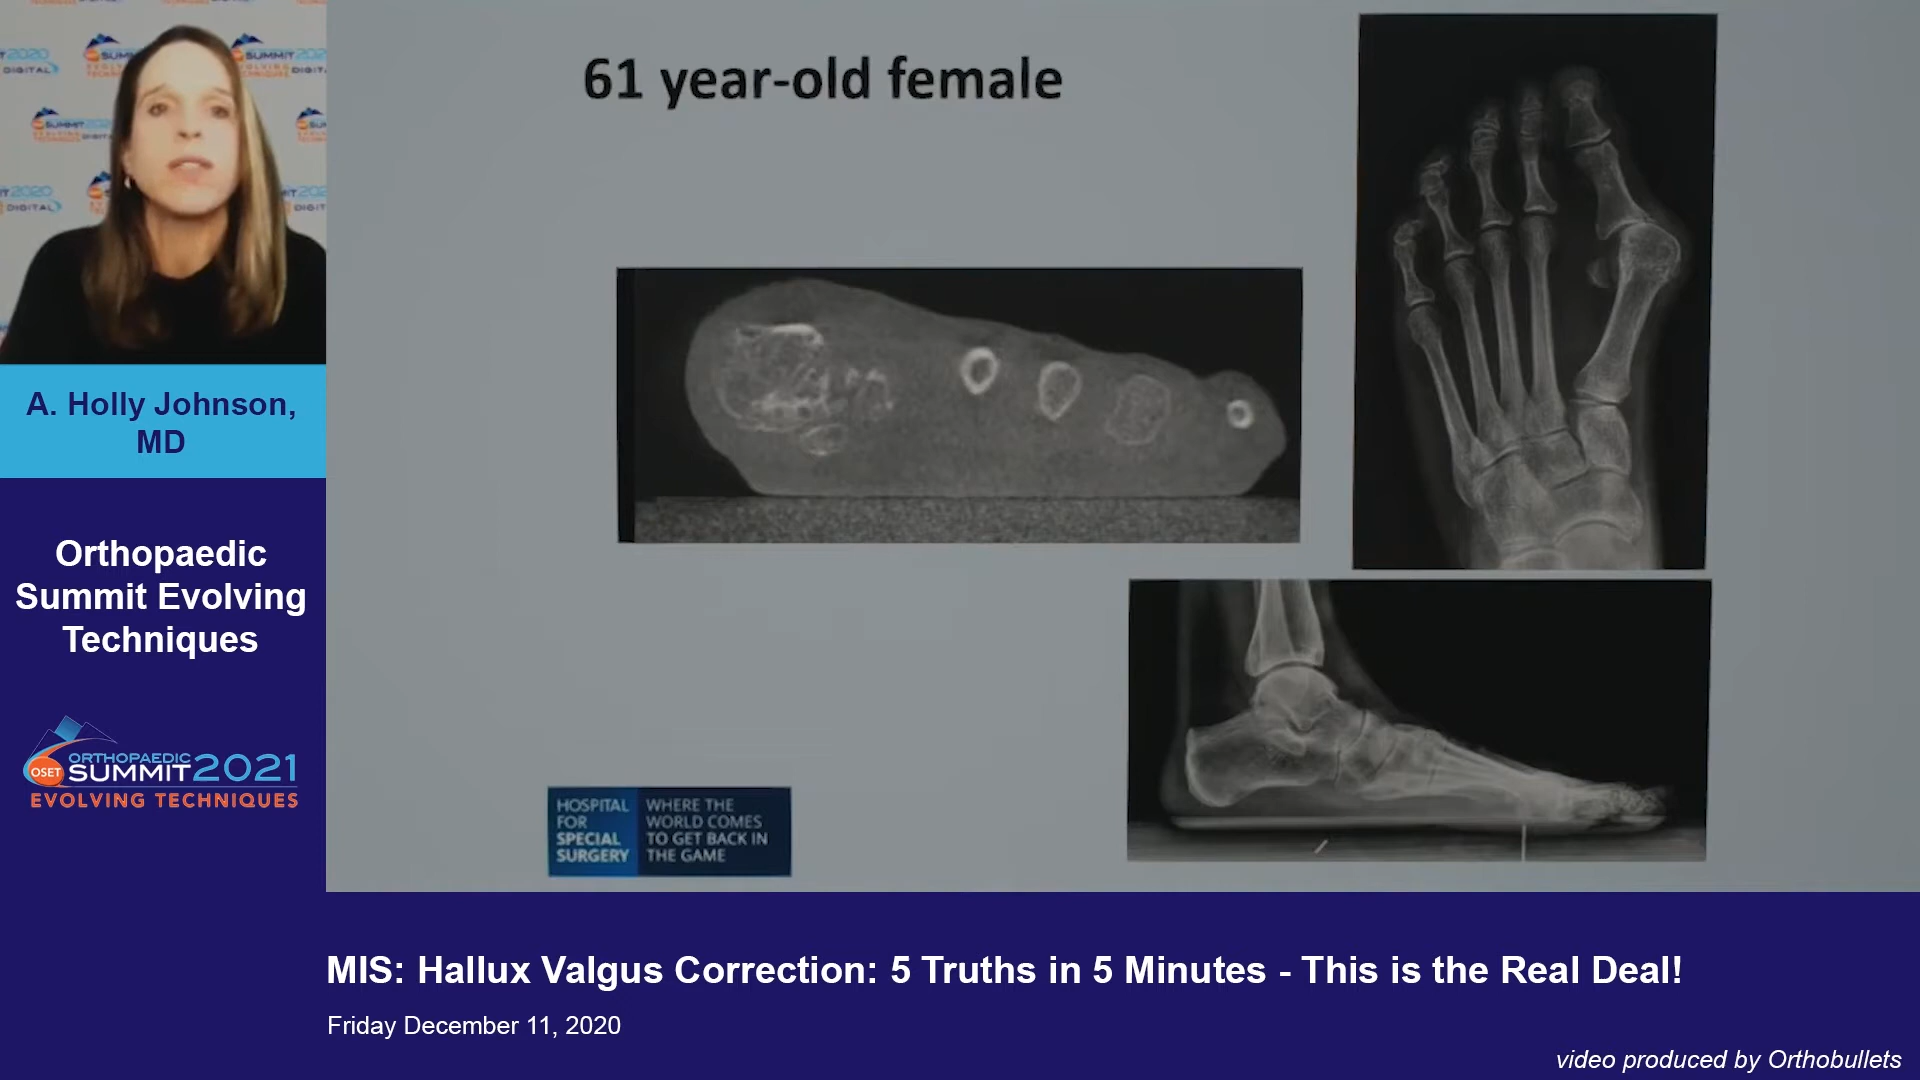 61 year-old female
A. Holly Johnson,
MD
Orthopaedic
Summit Evolving
Techniques
ORTHOPAEDIC
OSET
SUMMIT 2021
EVOLVING TECHNIQUES
HOSPITAL
FOR
SPECIAL
SURGERY
WHERE THE
WORLD COMES
TO GET BACK IN
THE GAME
MIS: Hallux Valgus Correction: 5 Truths in 5 Minutes - This is the Real Deal!
Friday December 11, 2020
video produced by Orthobullets